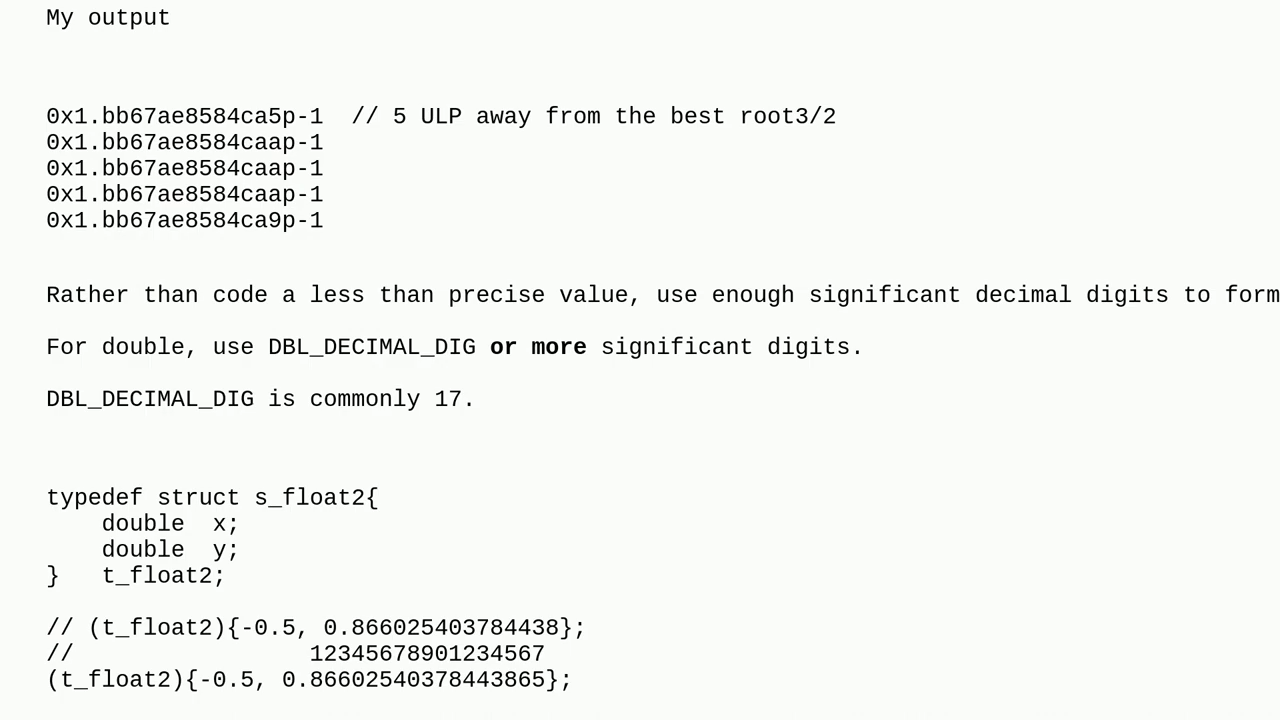 My output
0x1.bb67ae8584ca5p-1  // 5 ULP away from the best root3/2
0x1.bb67ae8584caap-1
0x1.bb67ae8584caap-1
0x1.bb67ae8584caap-1
0x1.bb67ae8584ca9p-1
Rather than code a less than precise value, use enough significant decimal digits to form
For double, use DBL_DECIMAL_DIG or more significant digits.
DBL_DECIMAL_DIG is commonly 17.
typedef struct s_float2{
    double  x;
    double  y;
}   t_float2;
// (t_float2){-0.5, 0.866025403784438};
//                 12345678901234567
(t_float2){-0.5, 0.86602540378443865};